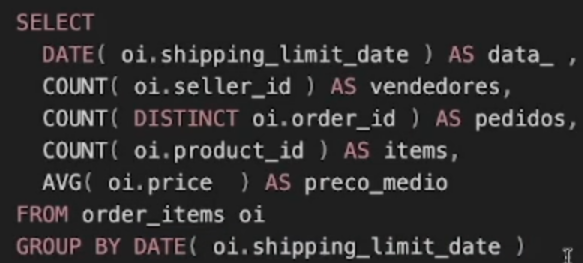 SELECT
DATE( oi.shipping_limit_date ) AS data_ ,
COUNT( oi.seller_id ) AS vendedores,
COUNT( DISTINCT oi.order_id ) AS pedidos,
COUNT( oi.product_id ) AS items,
AVG( oi.price  ) AS preco_medio
FROM order_items oi
GROUP BY DATE( oi.shipping_limit_date )